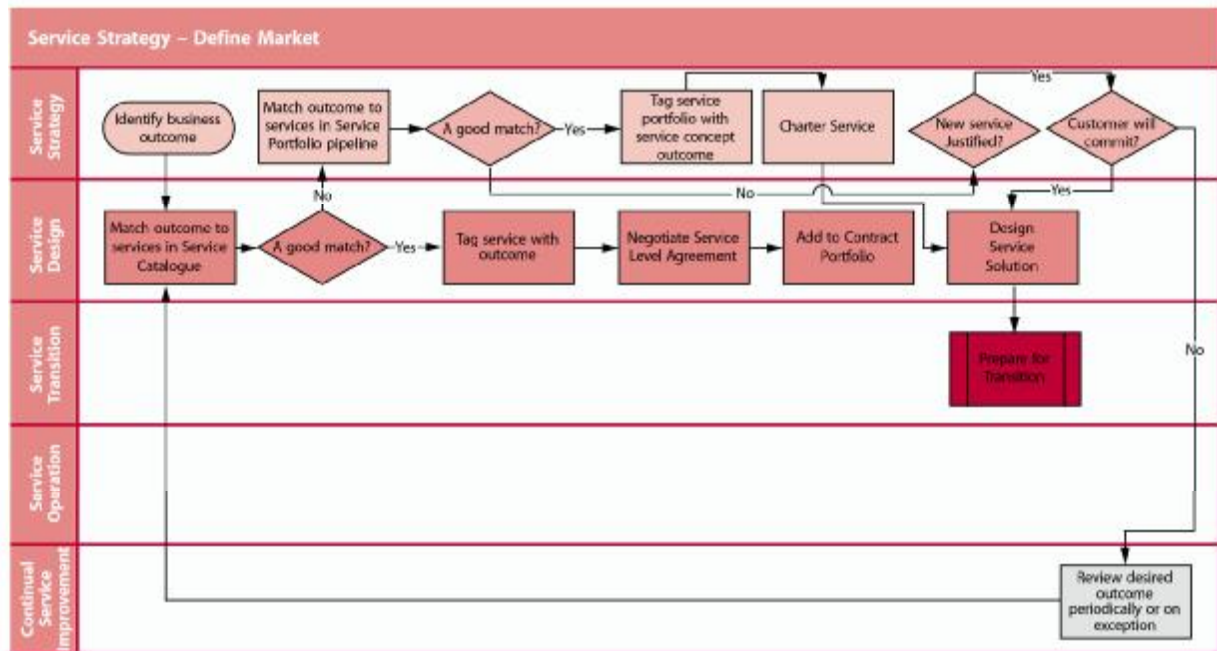 Service Strategy – Define Market
Service
Strategy
Identify business
outcome
Match outcome to
services in Service
Portfolio pipeline
A good match?
Yes
Tag service
portfolio with
service concept
outcome
Charter Service
New service
Justified?
Yes
Customer will
commit?
No
No
Yes
Service
Design
Match outcome to
services in Service
Catalogue
A good match?
Yes
Tag service with
outcome
Negotiate Service
Level Agreement
Add to Contract
Portfolio
Design
Service
Solution
Service
Transition
Prepare for
Transition
No
Service
Operation
Continual
Service
Improvement
Review desired
outcome
periodically or on
exception